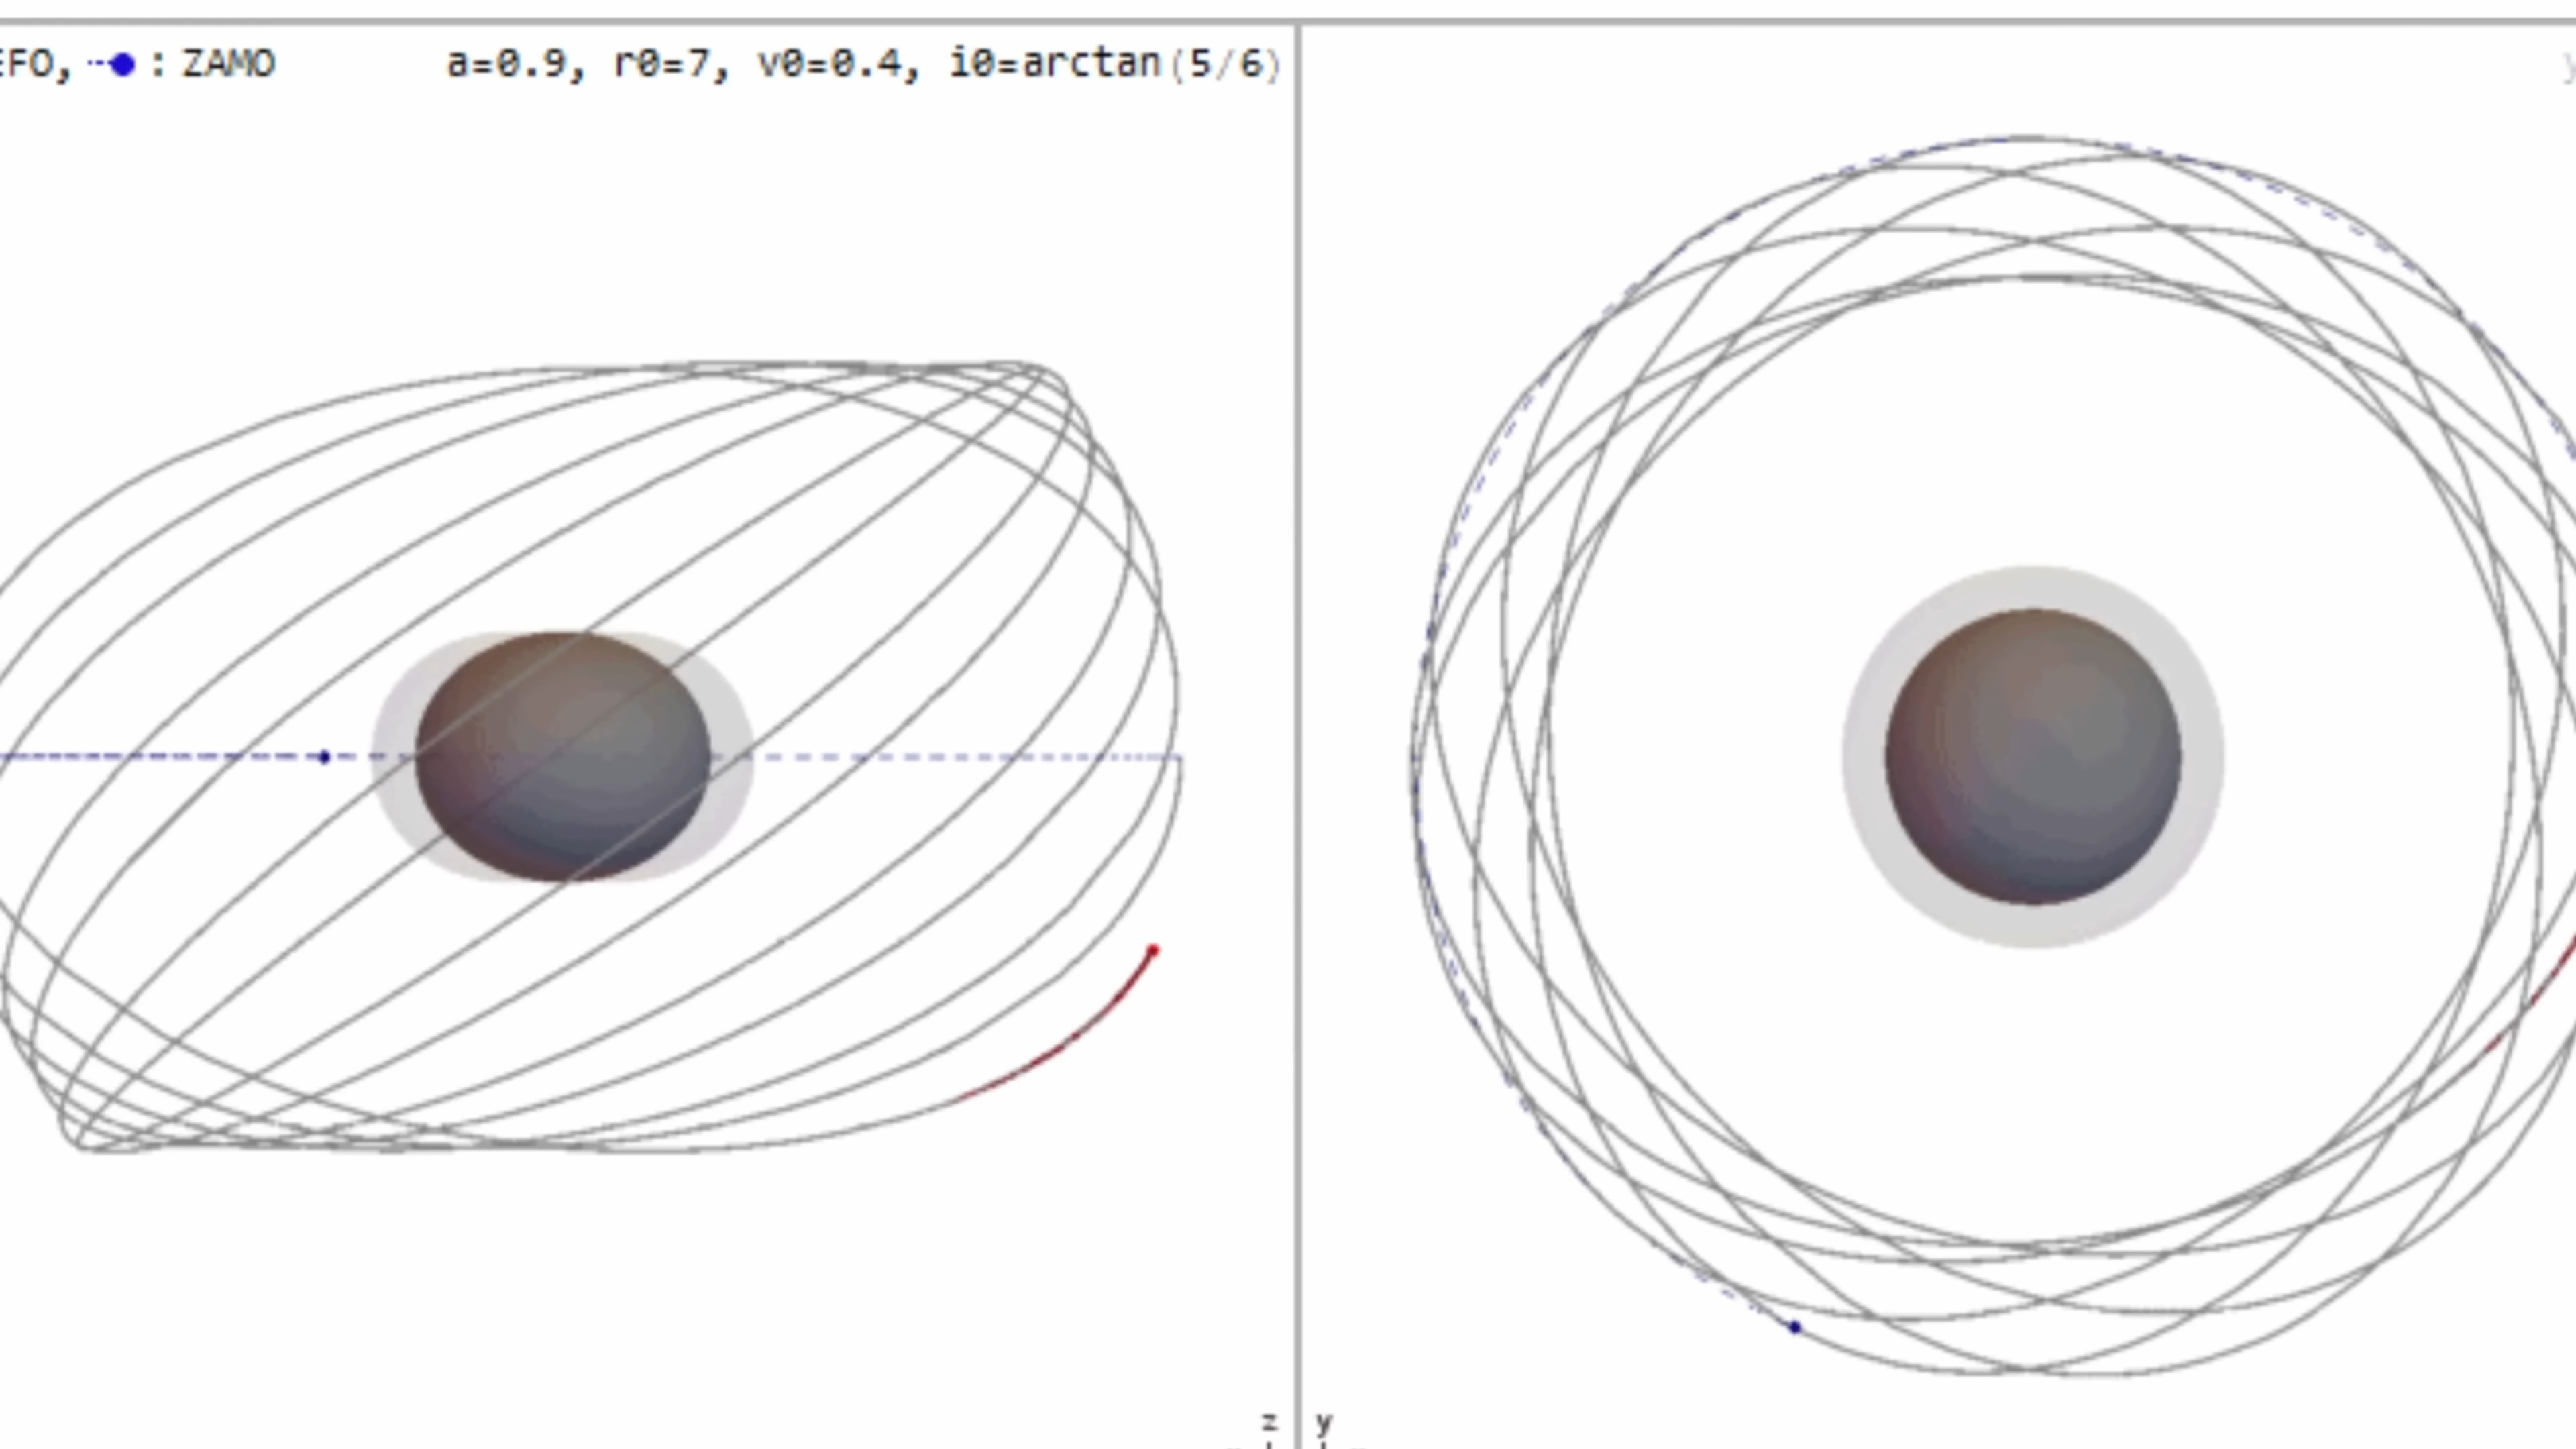 EFO, : ZAMO a=0.9, r0=7, v0=0.4, i0=arctan(5/6)
z y